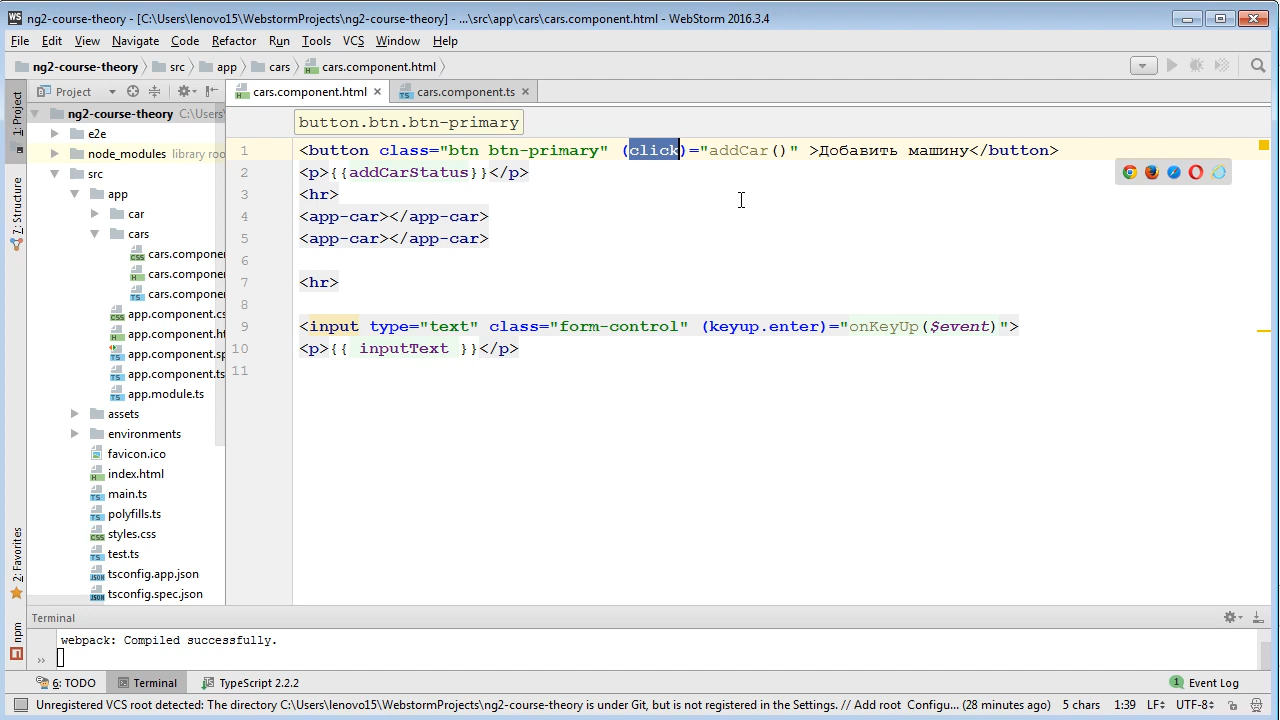 WS ng2-course-theory - [C:\Users\lenovo15\WebstormProjects\ng2-course-theory] - ...\src\app\cars\cars.component.html - WebStorm 2016.3.4
File Edit View Navigate Code Refactor Run Tools VCS Window Help
ng2-course-theory src app cars cars.component.html
1: Project
7: Structure
2: Favorites
npm
Project
ng2-course-theory C:\Users
e2e
node_modules library roo
src
app
car
cars
cars.compone
cars.compone
cars.compone
app.component.cs
app.component.h
app.component.sp
app.component.ts
app.module.ts
assets
environments
favicon.ico
index.html
main.ts
polyfills.ts
styles.css
test.ts
tsconfig.app.json
tsconfig.spec.json
cars.component.html cars.component.ts
button.btn.btn-primary
1 <button class="btn btn-primary" (click)="addCar()" >Добавить машину</button>
2 <p>{{addCarStatus}}</p>
3 <hr>
4 <app-car></app-car>
5 <app-car></app-car>
6
7 <hr>
8
9 <input type="text" class="form-control" (keyup.enter)="onKeyUp($event)">
10 <p>{{ inputText }}</p>
11
Terminal
webpack: Compiled successfully.
»
6: TODO Terminal TypeScript 2.2.2 1 Event Log
Unregistered VCS root detected: The directory C:\Users\lenovo15\WebstormProjects\ng2-course-theory is under Git, but is not registered in the Settings. // Add root Configu... (28 minutes ago) 5 chars 1:39 LF÷ UTF-8÷